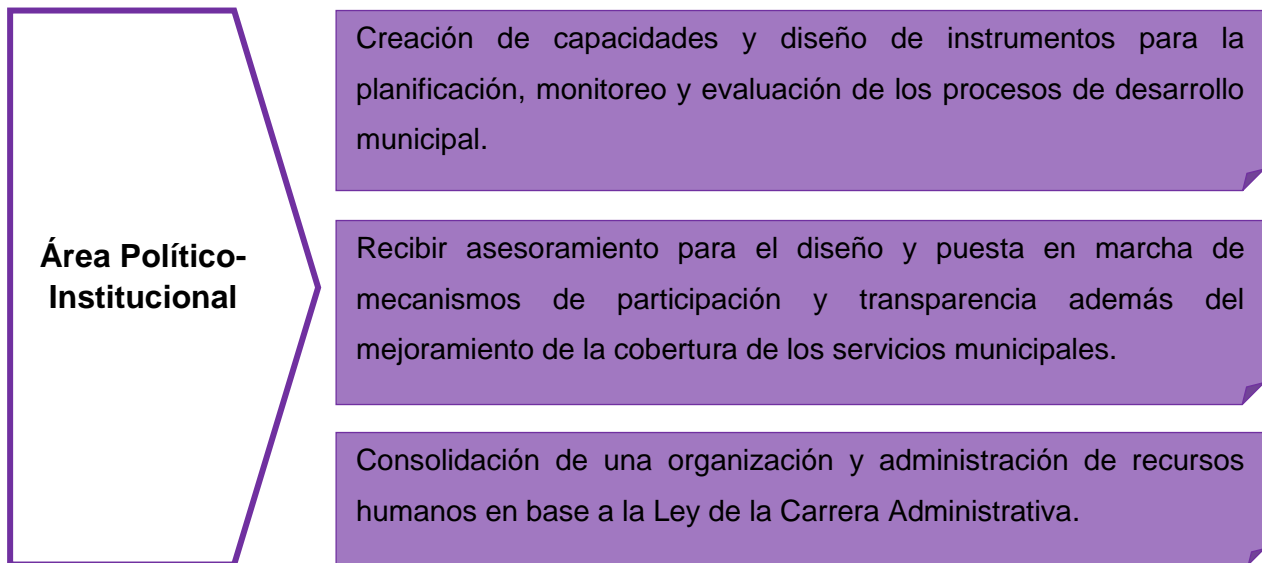 Área Político-
Institucional
Creación de capacidades y diseño de instrumentos para la
planificación, monitoreo y evaluación de los procesos de desarrollo
municipal.
Recibir asesoramiento para el diseño y puesta en marcha de
mecanismos de participación y transparencia además del
mejoramiento de la cobertura de los servicios municipales.
Consolidación de una organización y administración de recursos
humanos en base a la Ley de la Carrera Administrativa.